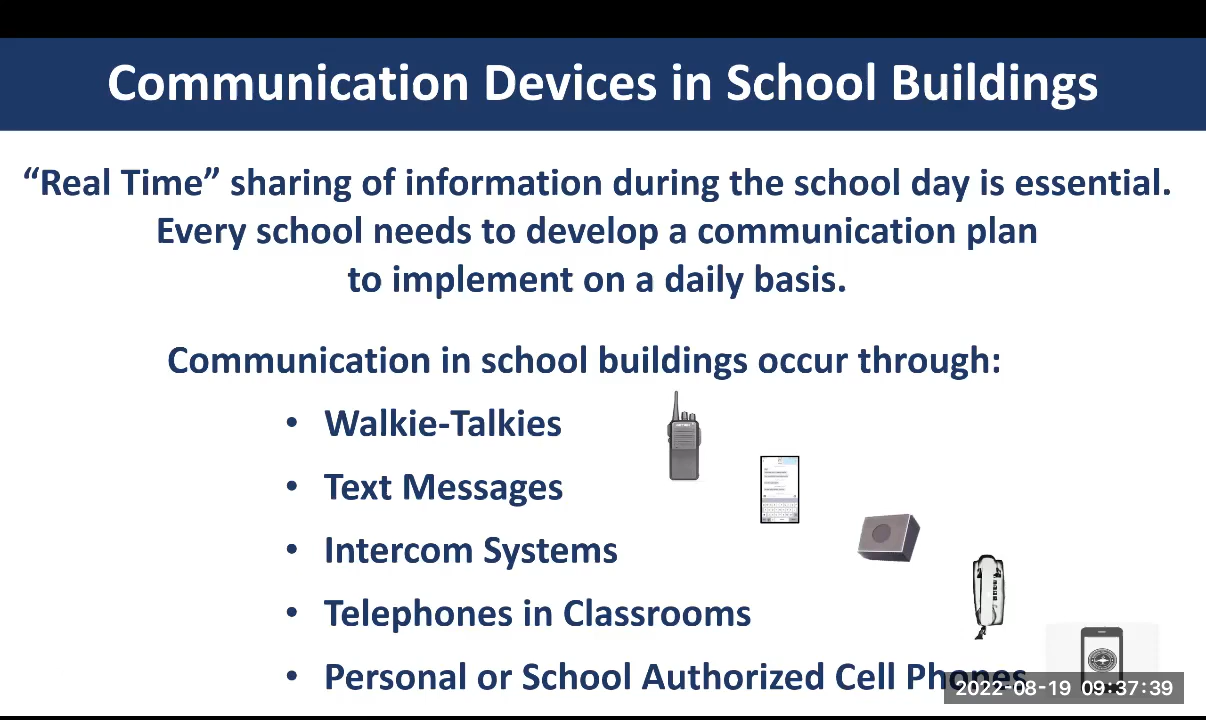 Communication Devices in School Buildings
“Real Time” sharing of information during the school day is essential.
Every school needs to develop a communication plan
to implement on a daily basis.
Communication in school buildings occur through:
• Walkie-Talkies
• Text Messages
• Intercom Systems
• Telephones in Classrooms
• Personal or School Authorized Cell Phones
2022-08-19 09:37:39